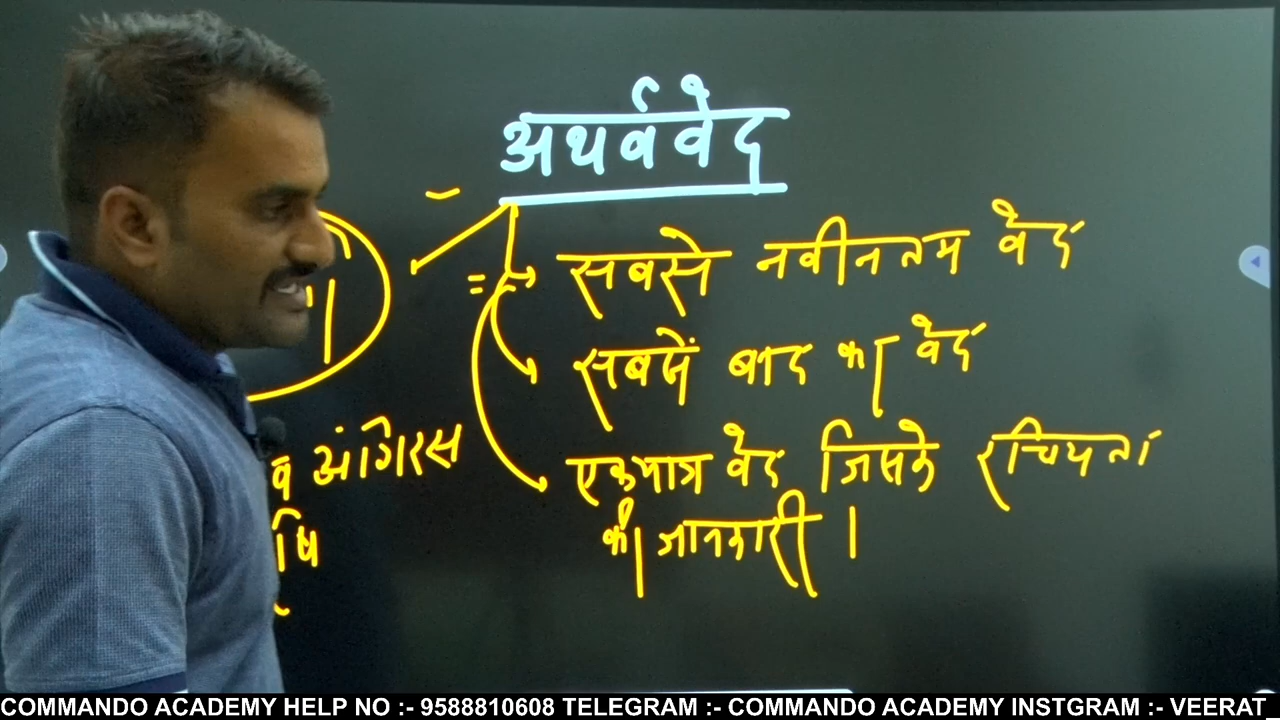 अथर्ववेद
सबसे नवीनतम वेद
सबसे बाद का वेद
एकमात्र वेद जिसके रचियता
की जानकारी ।
व अंगिरस
षि
COMMANDO ACADEMY HELP NO :- 9588810608 TELEGRAM :- COMMANDO ACADEMY INSTGRAM :- VEERAT